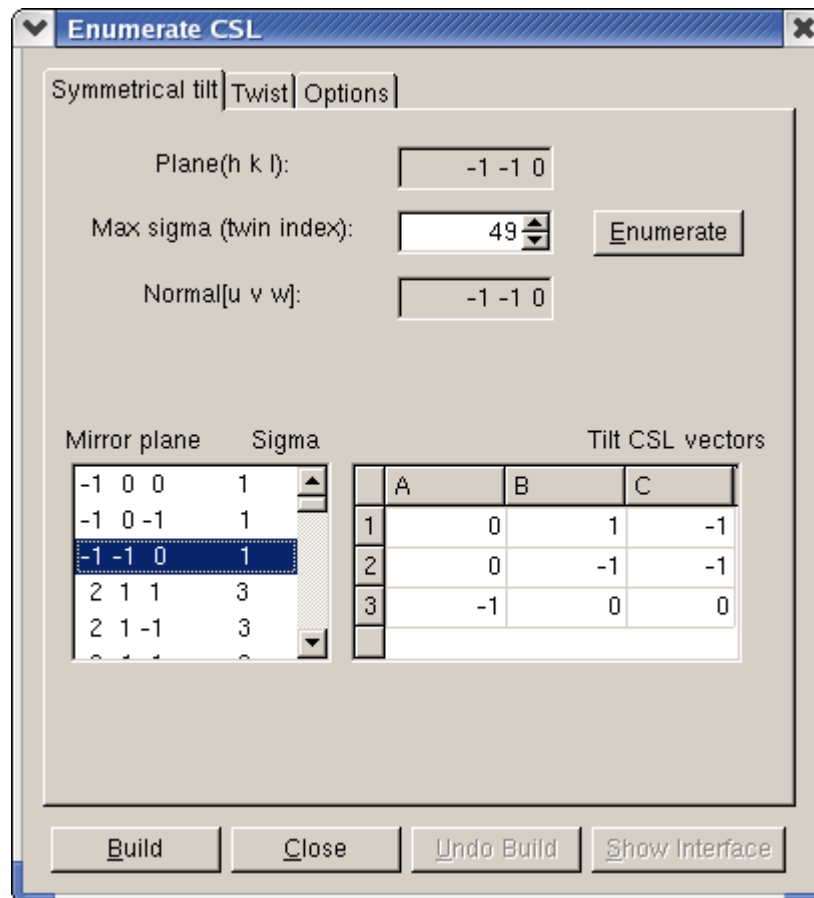 Enumerate CSL
Symmetrical tilt Twist Options
Plane(h k l): -1 -1 0
Max sigma (twin index): 49 Enumerate
Normal[u v w]: -1 -1 0
Mirror plane Sigma Tilt CSL vectors
-1 0 0 1
-1 0 -1 1
-1 -1 0 1
2 1 1 3
2 1 -1 3
A B C
1 0 1 -1
2 0 -1 -1
3 -1 0 0
Build Close Undo Build Show Interface